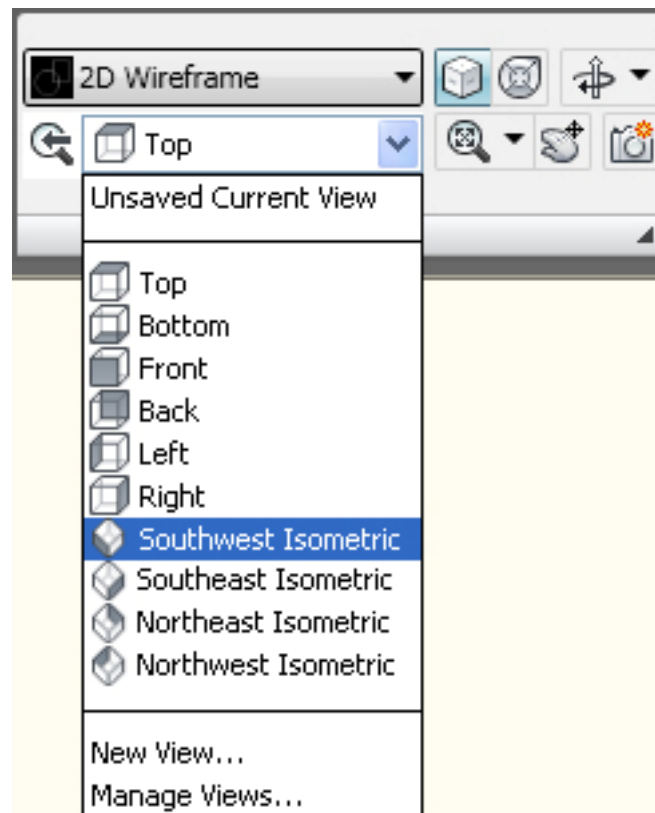 2D Wireframe
Top
Unsaved Current View
Top
Bottom
Front
Back
Left
Right
Southwest Isometric
Southeast Isometric
Northeast Isometric
Northwest Isometric
New View...
Manage Views...